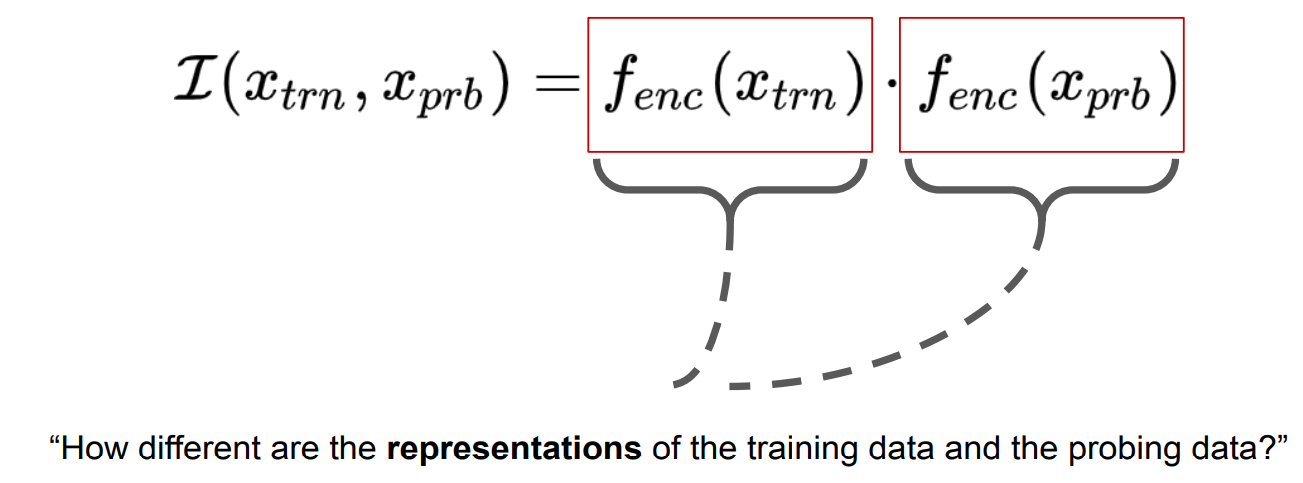 $\mathcal{I}(x_{trn}, x_{prb}) = f_{enc}(x_{trn}) \cdot f_{enc}(x_{prb})$
“How different are the representations of the training data and the probing data?”